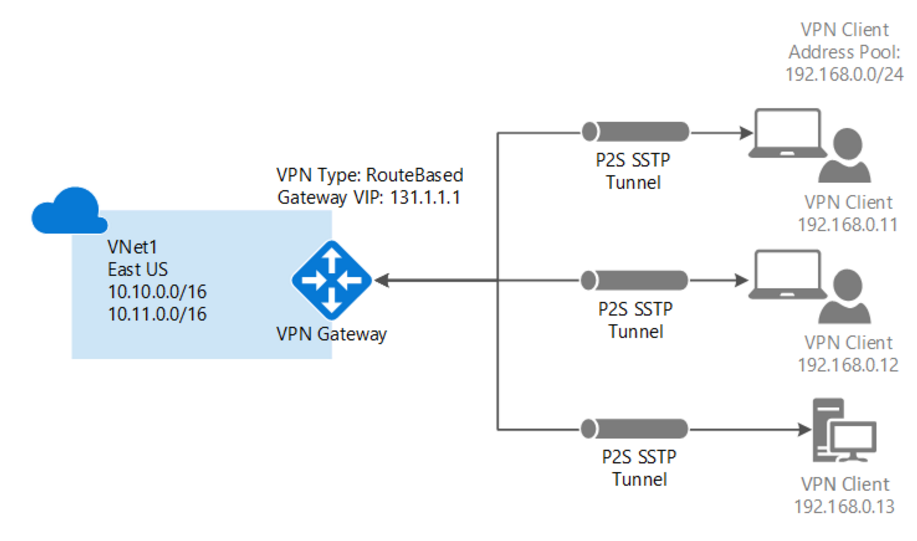 VPN Client
Address Pool:
192.168.0.0/24
P2S SSTP
Tunnel
VPN Type: RouteBased
Gateway VIP: 131.1.1.1
VPN Client
192.168.0.11
VNet1
East US
10.10.0.0/16
10.11.0.0/16
VPN Gateway
P2S SSTP
Tunnel
VPN Client
192.168.0.12
P2S SSTP
Tunnel
VPN Client
192.168.0.13